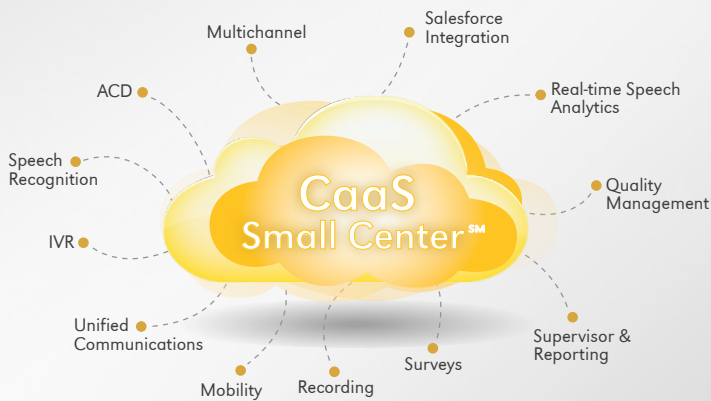 Salesforce
Integration
Multichannel
Real-time Speech
Analytics
ACD
Speech
Recognition
Quality
Management
CaaS
Small Center℠
IVR
Unified
Communications
Supervisor &
Reporting
Surveys
Mobility
Recording